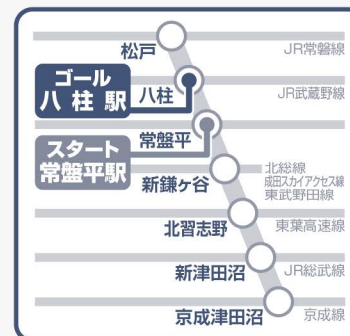 松戸
JR常磐線
ゴール
八柱駅
八柱
JR武蔵野線
常盤平
スタート
常盤平駅
新鎌ヶ谷
北総線
成田スカイアクセス線
東武野田線
北習志野
東葉高速線
新津田沼
JR総武線
京成津田沼
京成線